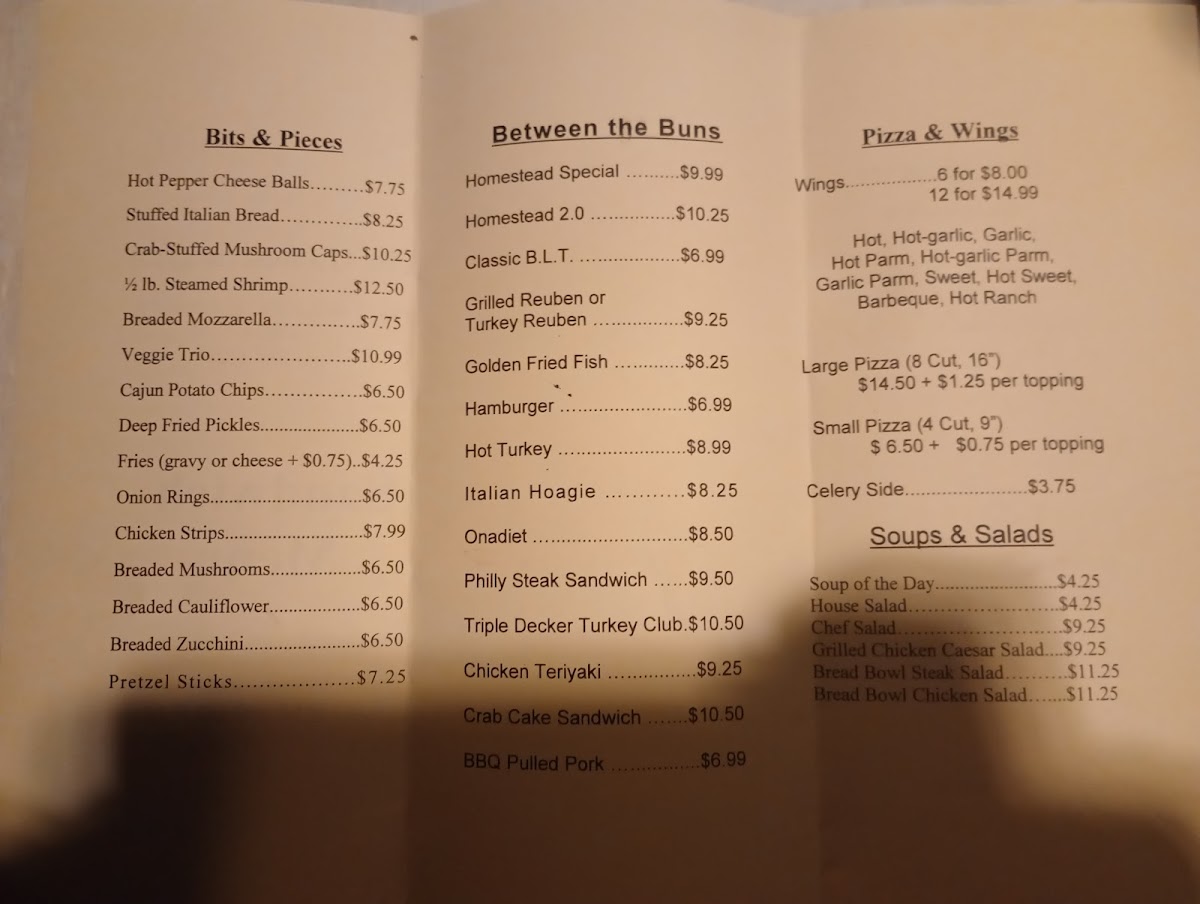 Bits & Pieces
Hot Pepper Cheese Balls........$7.75
Stuffed Italian Bread............$8.25
Crab-Stuffed Mushroom Caps...$10.25
½ lb. Steamed Shrimp..........$12.50
Breaded Mozzarella..............$7.75
Veggie Trio......................$10.99
Cajun Potato Chips...............$6.50
Deep Fried Pickles.....................$6.50
Fries (gravy or cheese + $0.75)..$4.25
Onion Rings................................$6.50
Chicken Strips.............................$7.99
Breaded Mushrooms...................$6.50
Breaded Cauliflower...................$6.50
Breaded Zucchini.........................$6.50
Pretzel Sticks....................$7.25
Between the Buns
Homestead Special ..........$9.99
Homestead 2.0 ................$10.25
Classic B.L.T. ...................$6.99
Grilled Reuben or
Turkey Reuben .................$9.25
Golden Fried Fish .............$8.25
Hamburger ........................$6.99
Hot Turkey ........................$8.99
Italian Hoagie ............$8.25
Onadiet .............................$8.50
Philly Steak Sandwich ......$9.50
Triple Decker Turkey Club.$10.50
Chicken Teriyaki ................$9.25
Crab Cake Sandwich .......$10.50
BBQ Pulled Pork ................$6.99
Pizza & Wings
Wings.................6 for $8.00
12 for $14.99
Hot, Hot-garlic, Garlic,
Hot Parm, Hot-garlic Parm,
Garlic Parm, Sweet, Hot Sweet,
Barbeque, Hot Ranch
Large Pizza (8 Cut, 16")
$14.50 + $1.25 per topping
Small Pizza (4 Cut, 9")
$ 6.50 + $0.75 per topping
Celery Side.......................$3.75
Soups & Salads
Soup of the Day.......................$4.25
House Salad...........................$4.25
Chef Salad..............................$9.25
Grilled Chicken Caesar Salad....$9.25
Bread Bowl Steak Salad..........$11.25
Bread Bowl Chicken Salad.......$11.25